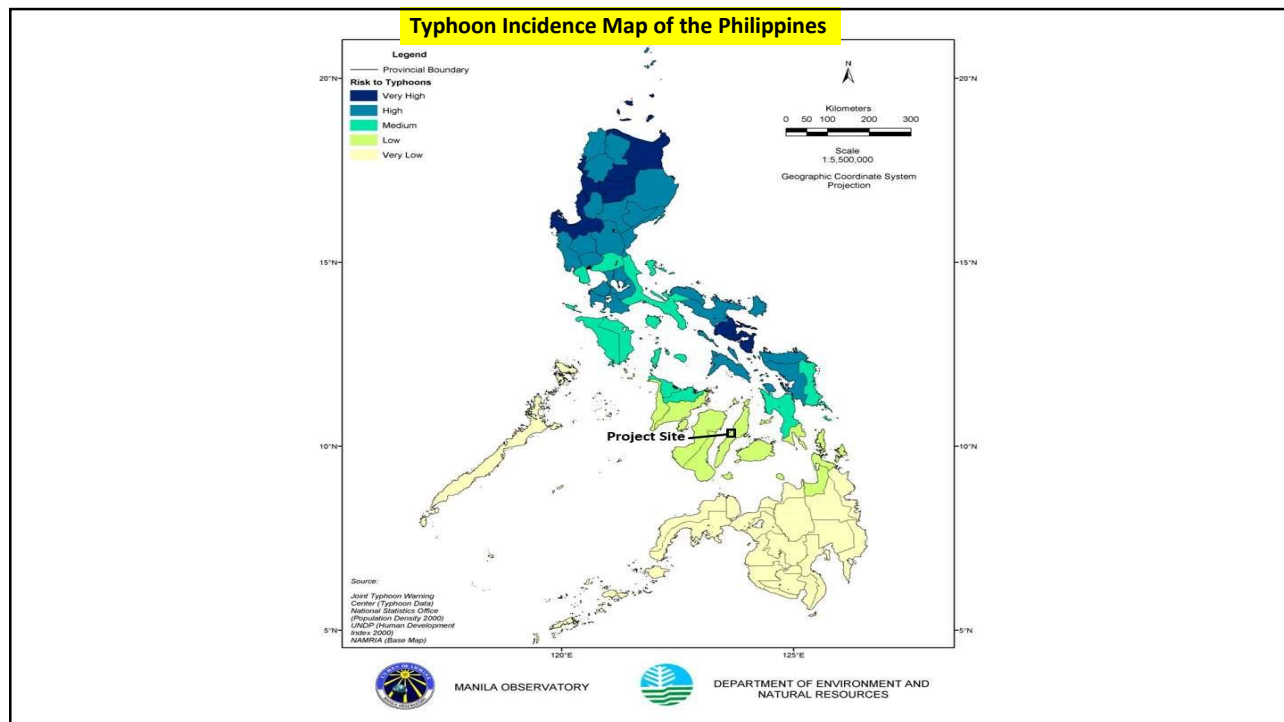 Typhoon Incidence Map of the Philippines
Legend
Provincial Boundary
Risk to Typhoons
Very High
High
Medium
Low
Very Low
N
Kilometers
0 50 100 200 300
Scale
1:5,500,000
Geographic Coordinate System
Projection
20°N
20°N
15°N
15°N
10°N
10°N
5°N
5°N
120°E
125°E
Project Site
Source:
Joint Typhoon Warning
Center (Typhoon Data)
National Statistics Office
(Population Density 2000)
UNDP (Human Development
Index 2000)
NAMRIA (Base Map)
MANILA OBSERVATORY
DEPARTMENT OF ENVIRONMENT AND
NATURAL RESOURCES